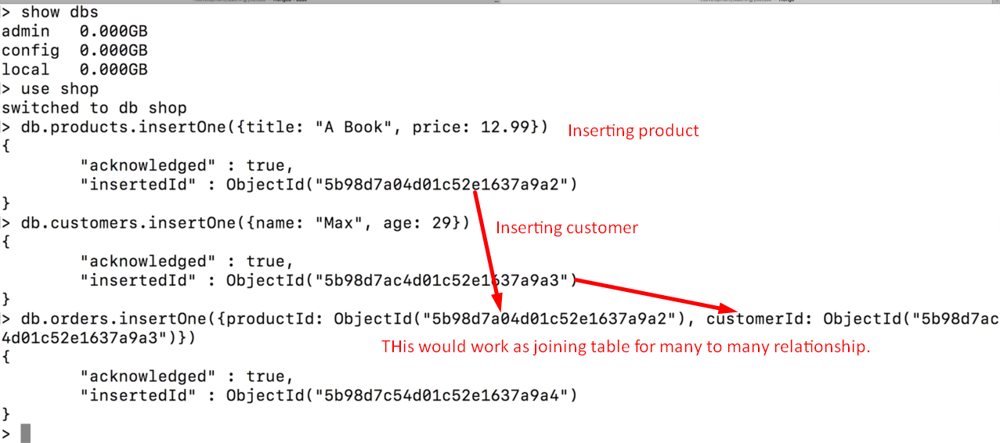 > show dbs
admin 0.000GB
config 0.000GB
local 0.000GB
> use shop
switched to db shop
> db.products.insertOne({title: "A Book", price: 12.99})
Inserting product
{
"acknowledged" : true,
"insertedId" : ObjectId("5b98d7a04d01c52e1637a9a2")
}
> db.customers.insertOne({name: "Max", age: 29})
Inserting customer
{
"acknowledged" : true,
"insertedId" : ObjectId("5b98d7ac4d01c52e1637a9a3")
}
> db.orders.insertOne({productId: ObjectId("5b98d7a04d01c52e1637a9a2"), customerId: ObjectId("5b98d7ac
4d01c52e1637a9a3")})
THis would work as joining table for many to many relationship.
{
"acknowledged" : true,
"insertedId" : ObjectId("5b98d7c54d01c52e1637a9a4")
}
>